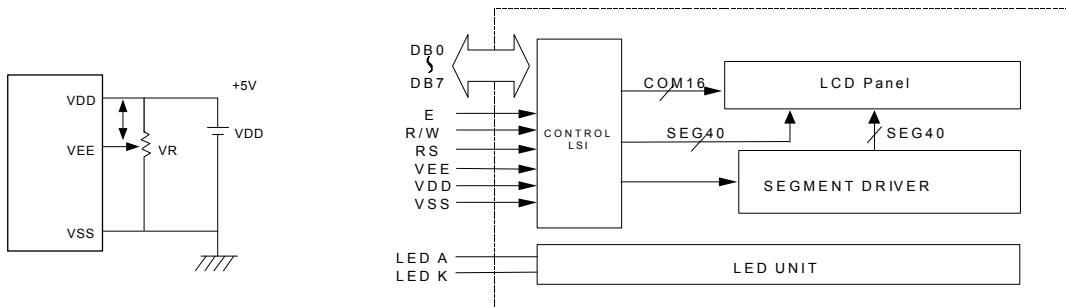 +5V
VDD
VEE
VR
VDD
VSS
DB0
DB7
E
R/W
RS
VEE
VDD
VSS
LED A
LED K
CONTROL
LSI
COM16
SEG40
SEG40
LCD Panel
SEGMENT DRIVER
LED UNIT